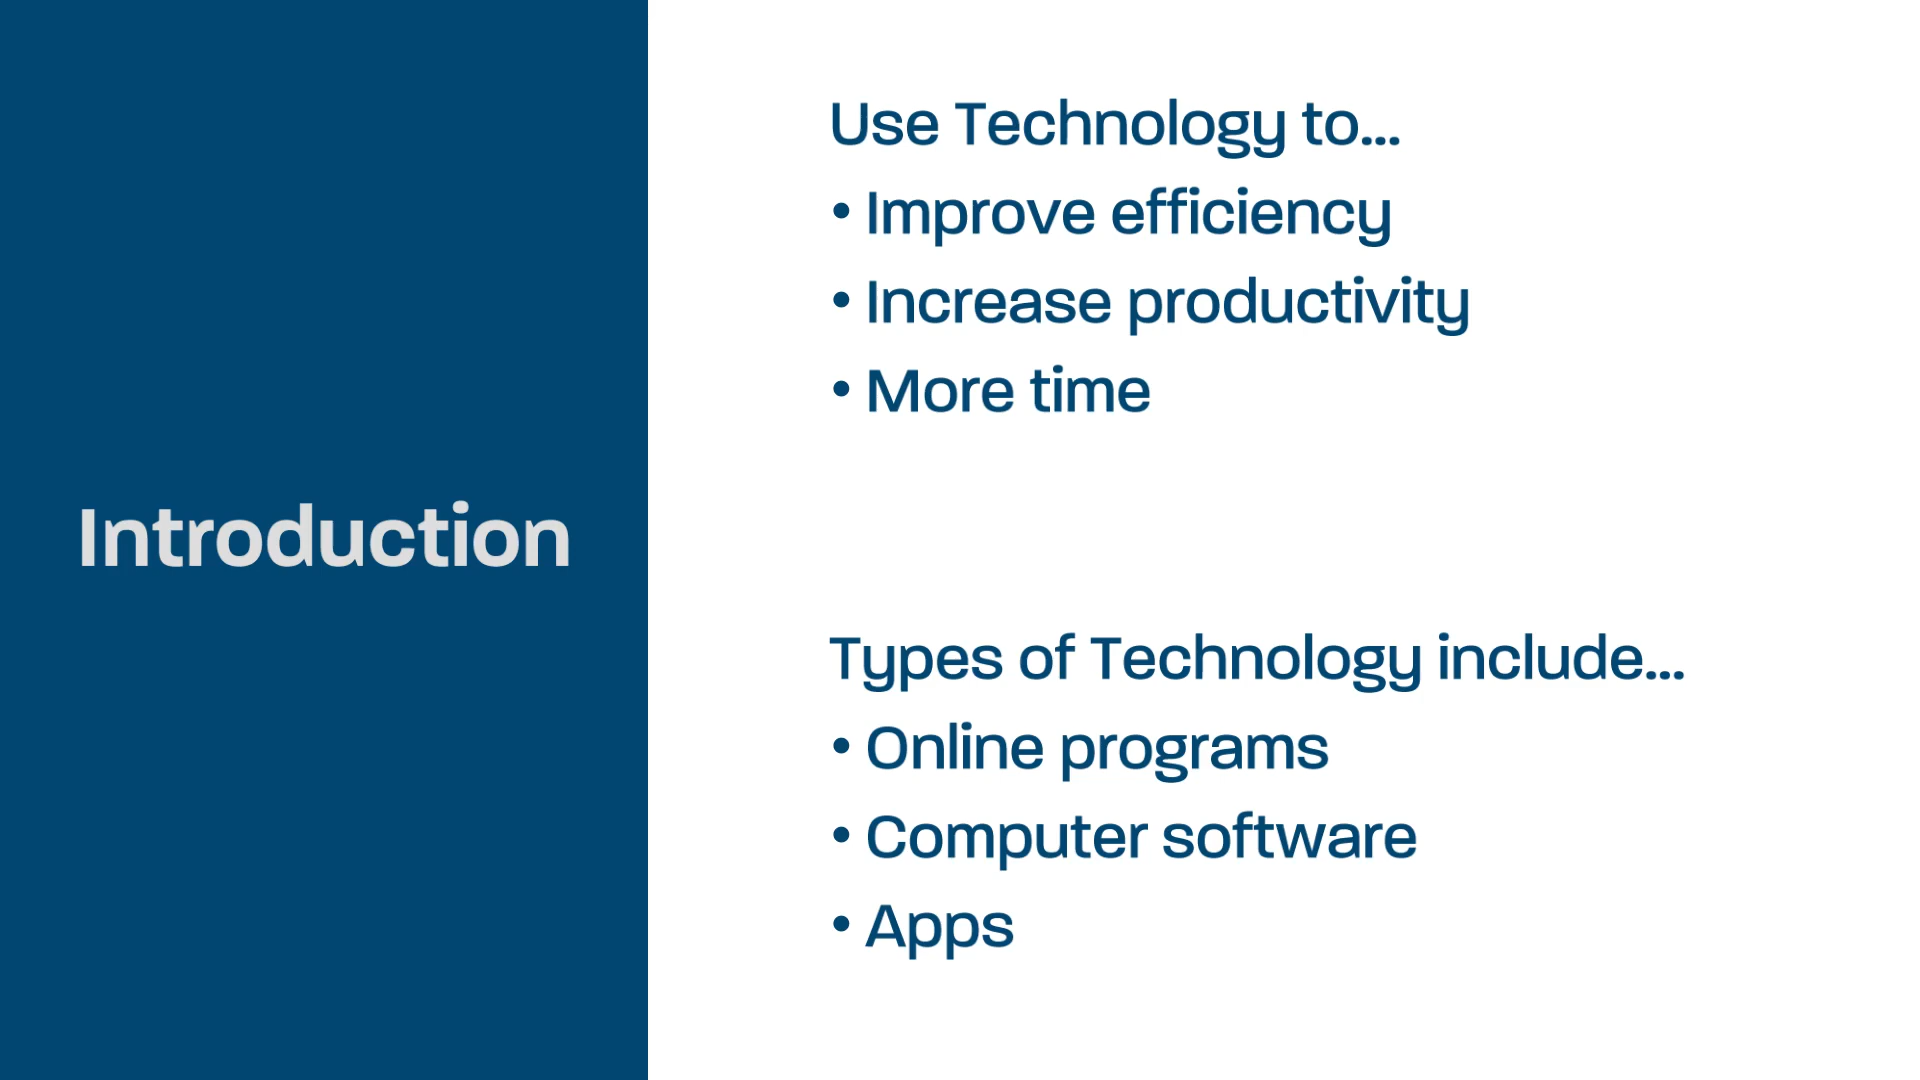 Introduction
Use Technology to...
• Improve efficiency
• Increase productivity
• More time
Types of Technology include...
• Online programs
• Computer software
• Apps